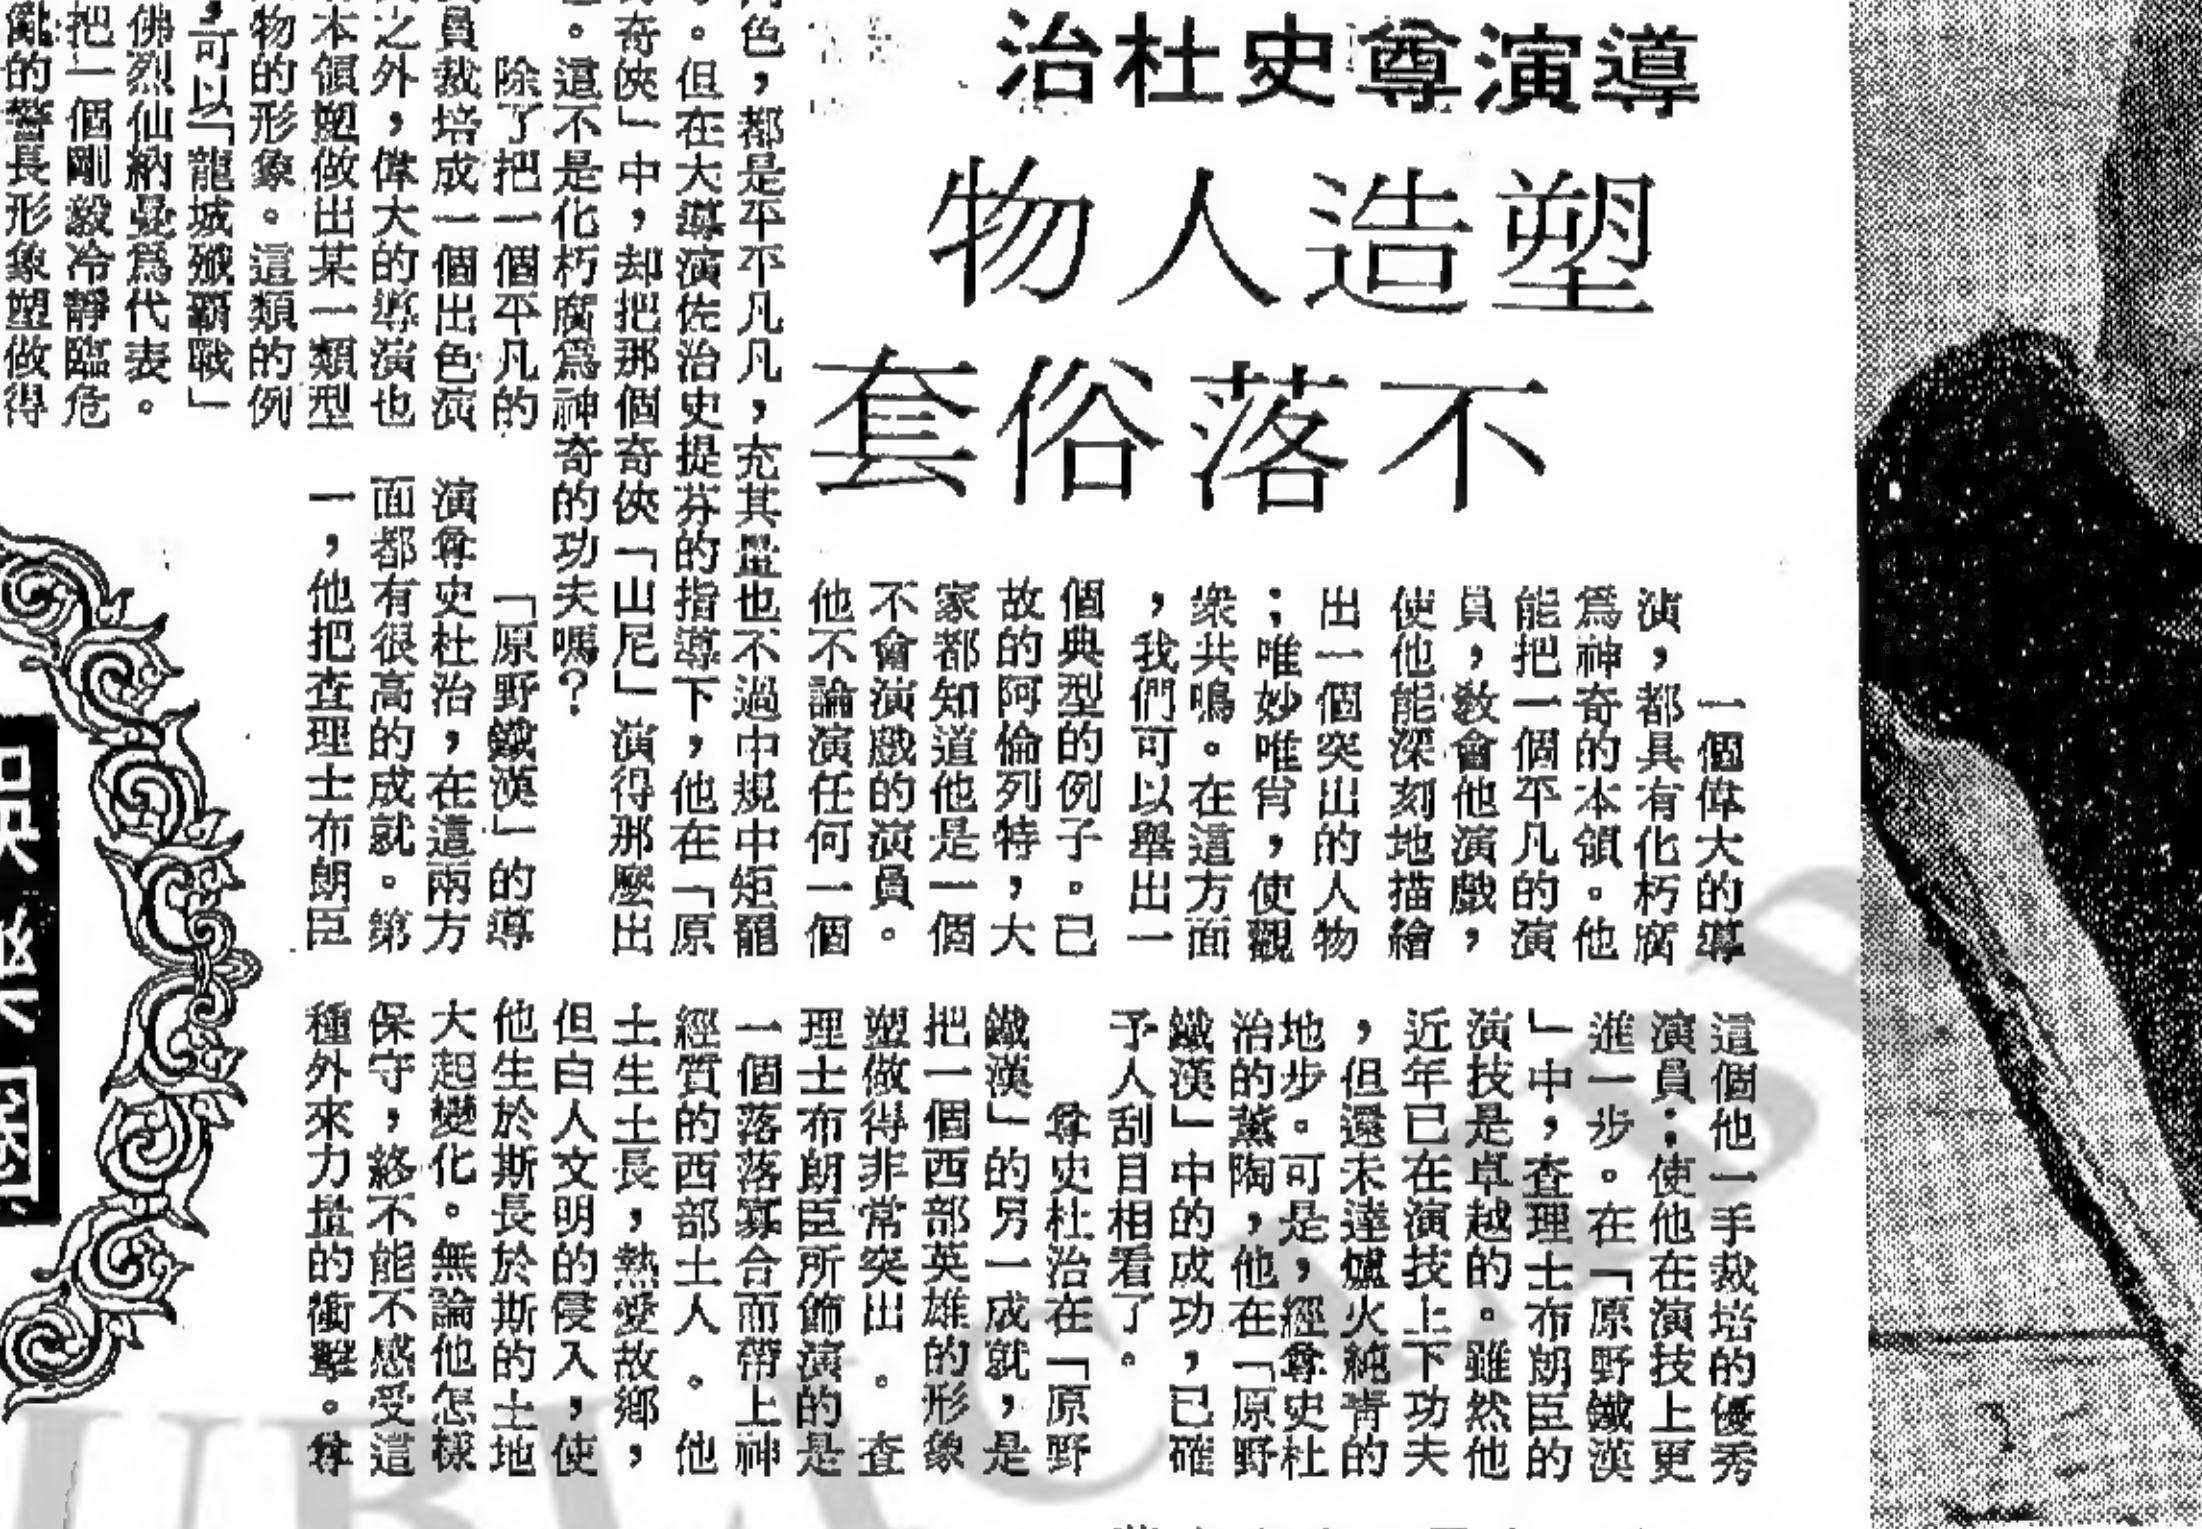 導演尊史杜治
塑造人物
不落俗套
一個偉大的導
演，都具有化朽腐
爲神奇的本領。他
能把一個平凡的演
員，敎會他演戲，
使他能深刻地描繪
出一個突出的人物
；唯妙唯肖，使觀
衆共鳴。在這方面
，我們可以舉出一
個典型的例子。已
故的阿倫列特，大
家都知道他是一個
不會演戲的演員。
他不論演任何一個
角色，都是平平凡凡，充其量也不過中規中矩罷
。但在大導演佐治史提芬的指導下，他在「原
奇俠」中，却把那個奇俠「山尼」演得那麽出
。這不是化朽腐爲神奇的功夫嗎？
除了把一個平凡的
員栽培成一個出色演
之外，偉大的導演也
本領塑做出某一類型
物的形象。這類的例
，可以「龍城殲霸戰」
佛烈仙納曼爲代表。
把一個剛毅冷靜臨危
亂的警長形象塑做得
「原野鐵漢」的導
演尊史杜治，在這兩方
面都有很高的成就。第
一，他把查理士布朗臣
這個他一手栽培的優秀
演員；使他在演技上更
進一步。在「原野鐵漢
」中，查理士布朗臣的
演技是卓越的。雖然他
近年已在演技上下功夫
，但還未達爐火純青的
地步。可是，經尊史杜
治的薰陶，他在「原野
鐵漢」中的成功，已確
予人刮目相看了。
尊史杜治在「原野
鐵漢」的另一成就，是
把一個西部英雄的形象
塑做得非常突出。查
理士布朗臣所飾演的是
一個落落寡合而帶上神
經質的西部土人。他
土生土長，熱愛故鄉，
但白人文明的侵入，使
他生於斯長於斯的土地
大起變化。無論他怎樣
保守，終不能不感受這
種外來力量的衝擊。尊